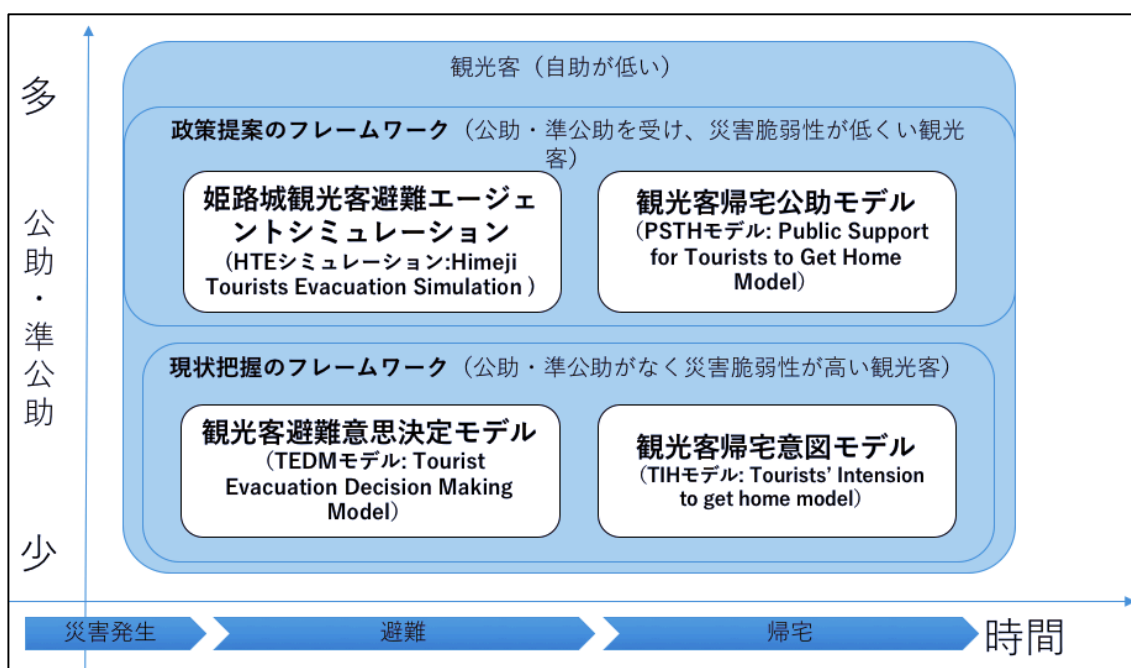 多
公助・準公助
少
観光客（自助が低い）
政策提案のフレームワーク（公助・準公助を受け、災害脆弱性が低くい観光
客）
姫路城観光客避難エージェ
ントシミュレーション
（HTEシミュレーション:Himeji
Tourists Evacuation Simulation ）
観光客帰宅公助モデル
（PSTHモデル: Public Support
for Tourists to Get Home
Model）
現状把握のフレームワーク（公助・準公助がなく災害脆弱性が高い観光客）
観光客避難意思決定モデル
（TEDMモデル: Tourist
Evacuation Decision Making
Model）
観光客帰宅意図モデル
（TIHモデル: Tourists’ Intension
to get home model）
災害発生
避難
帰宅
時間